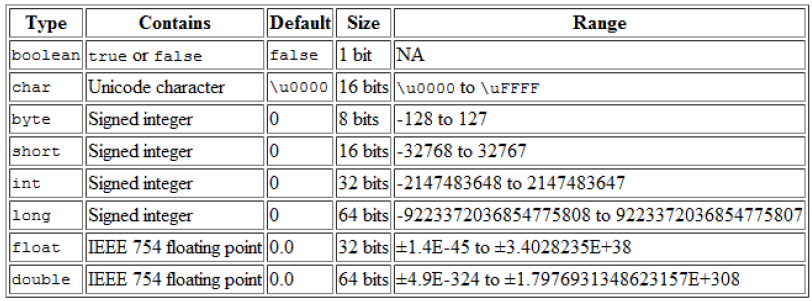 Type Contains Default Size Range
boolean true or false false 1 bit NA
char Unicode character \u0000 16 bits \u0000 to \uFFFF
byte Signed integer 0 8 bits -128 to 127
short Signed integer 0 16 bits -32768 to 32767
int Signed integer 0 32 bits -2147483648 to 2147483647
long Signed integer 0 64 bits -9223372036854775808 to 9223372036854775807
float IEEE 754 floating point 0.0 32 bits ±1.4E-45 to ±3.4028235E+38
double IEEE 754 floating point 0.0 64 bits ±4.9E-324 to ±1.7976931348623157E+308